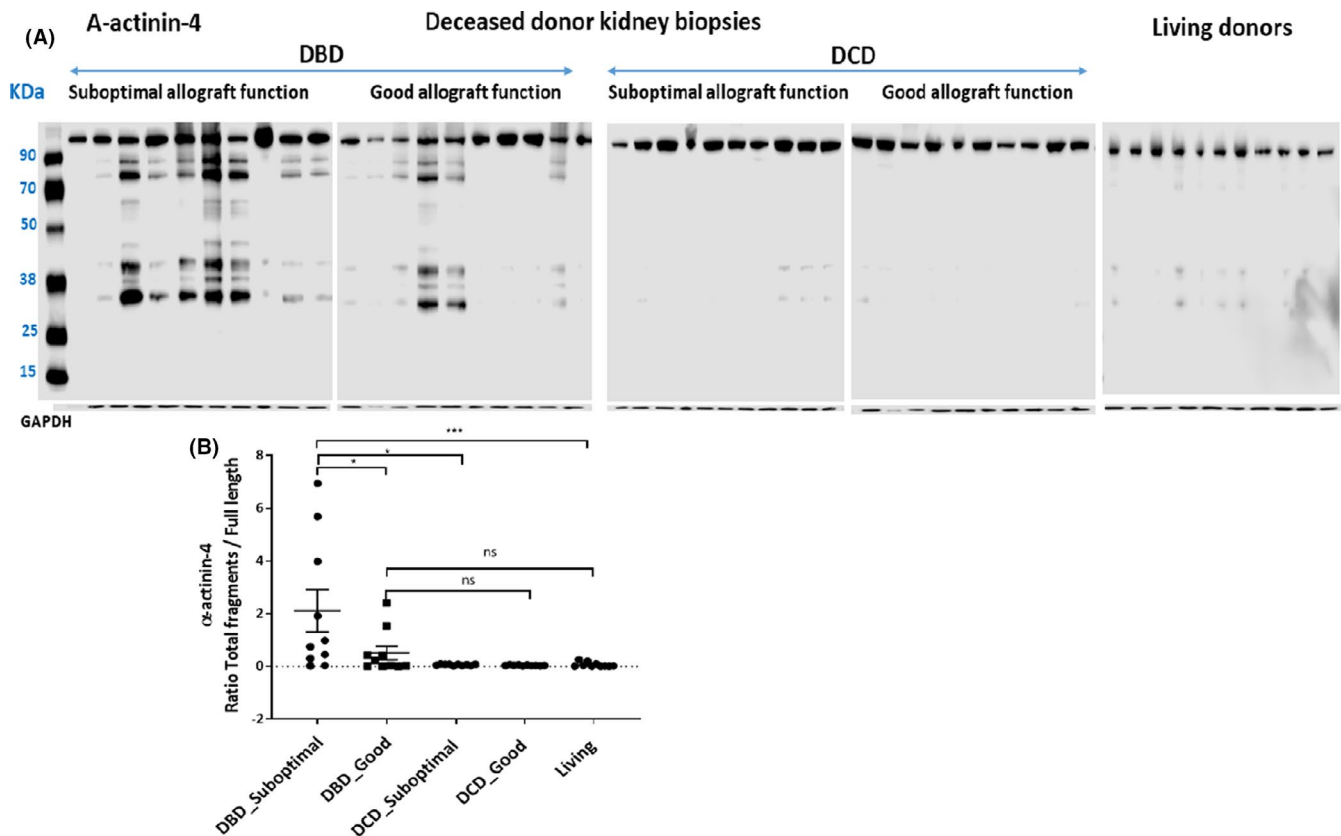 (A)
A-actinin-4
Deceased donor kidney biopsies
Living donors
DBD
DCD
KDa
Suboptimal allograft function
Good allograft function
Suboptimal allograft function
Good allograft function
90
70
50
38
25
15
GAPDH
(B)
***
*
*
ns
ns
α-actinin-4
Ratio Total fragments / Full length
8
6
4
2
0
-2
DBD_Suboptimal
DBD_Good
DCD_Suboptimal
DCD_Good
Living